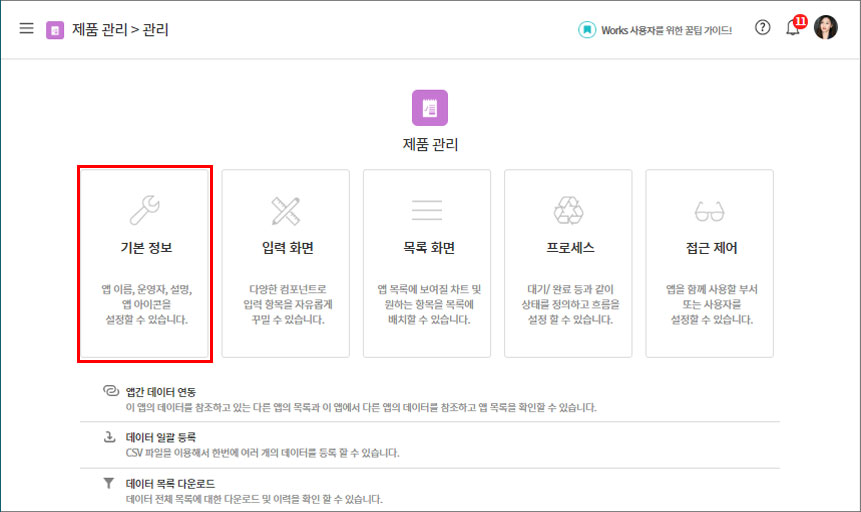 제품 관리 > 관리
Works 사용자를 위한 꿀팁 가이드!
11
제품 관리
기본 정보
앱 이름, 운영자, 설명,
앱 아이콘을
설정할 수 있습니다.
입력 화면
다양한 컴포넌트로
입력 항목을 자유롭게
꾸밀 수 있습니다.
목록 화면
앱 목록에 보여질 차트 및
원하는 항목을 목록에
배치할 수 있습니다.
프로세스
대기/ 완료 등과 같이
상태를 정의하고 흐름을
설정 할 수 있습니다.
접근 제어
앱을 함께 사용할 부서
또는 사용자를
설정할 수 있습니다.
앱간 데이터 연동
이 앱의 데이터를 참조하고 있는 다른 앱의 목록과 이 앱에서 다른 앱의 데이터를 참조하고 앱 목록을 확인할 수 있습니다.
데이터 일괄 등록
CSV 파일을 이용해서 한번에 여러 개의 데이터를 등록 할 수 있습니다.
데이터 목록 다운로드
데이터 전체 목록에 대한 다운로드 및 이력을 확인 할 수 있습니다.